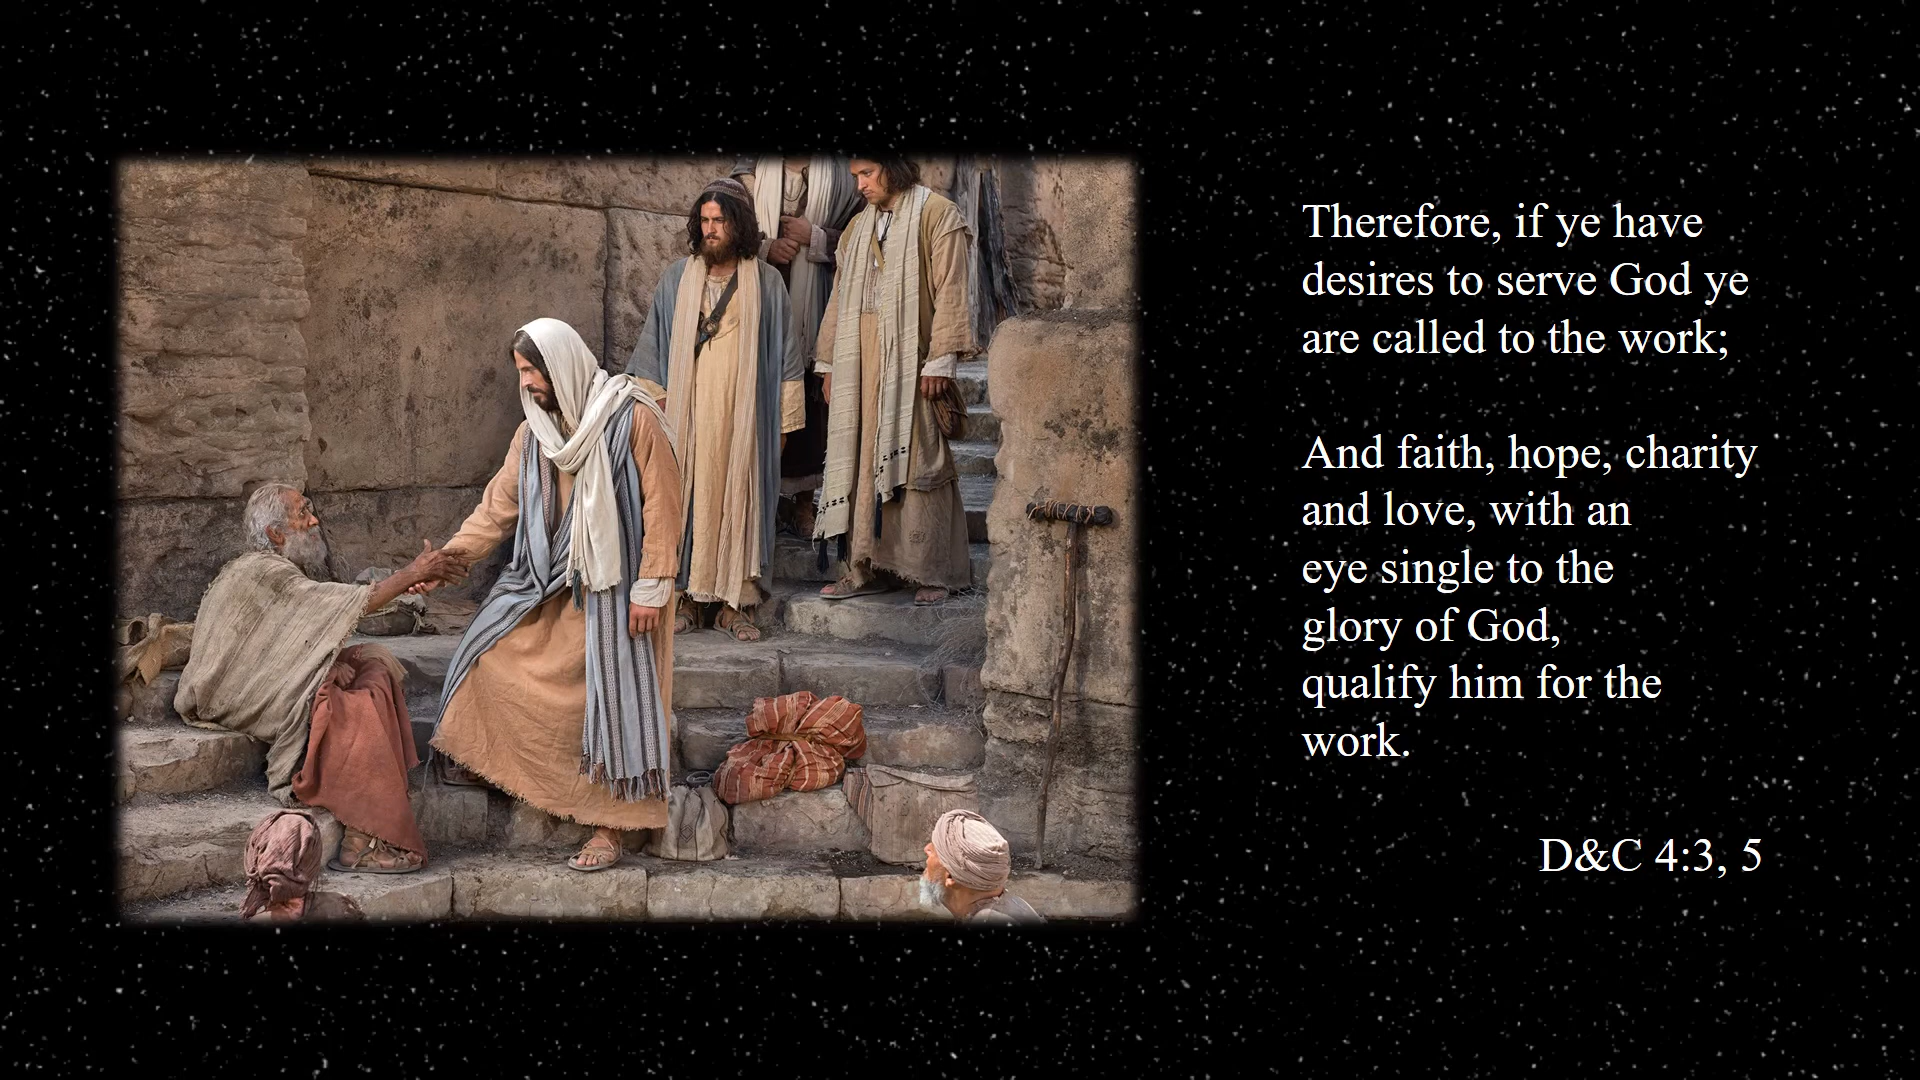 Therefore, if ye have
desires to serve God ye
are called to the work;
And faith, hope, charity
and love, with an
eye single to the
glory of God,
qualify him for the
work.
D&C 4:3, 5